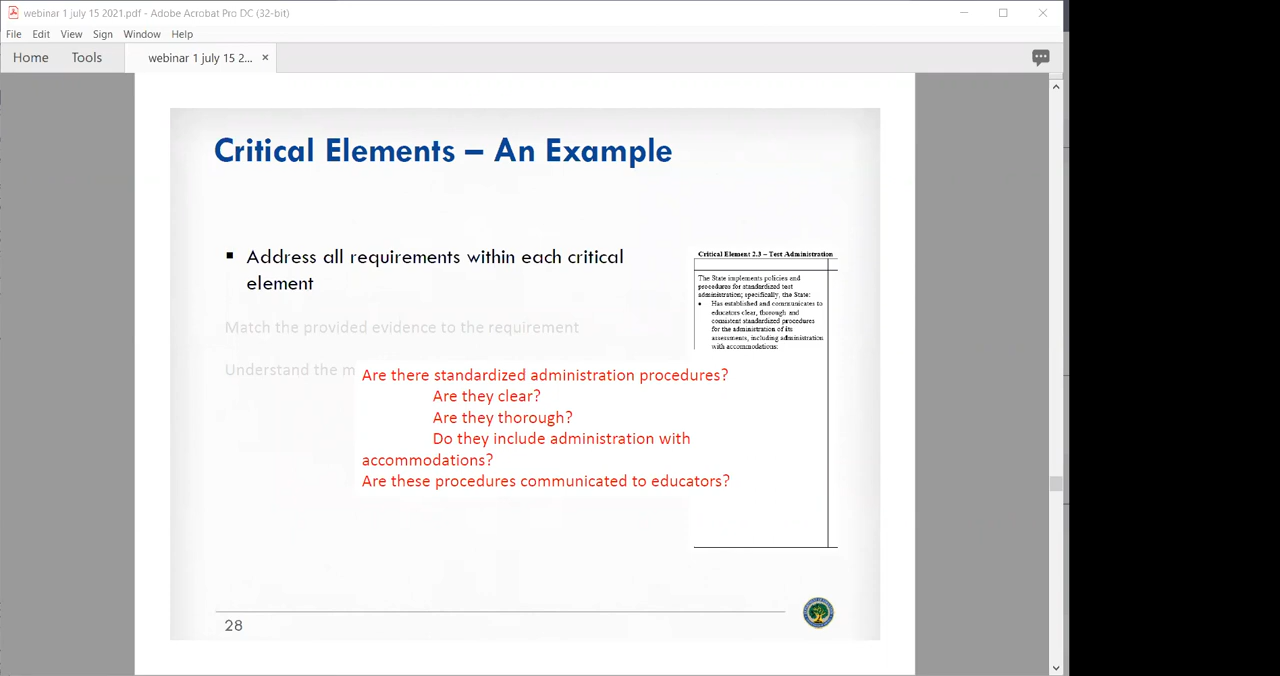 webinar 1 july 15 2021.pdf - Adobe Acrobat Pro DC (32-bit)
File Edit View Sign Window Help
Home Tools webinar 1 july 15 2... ×
Critical Elements – An Example
▪ Address all requirements within each critical
element
Match the provided evidence to the requirement
Understand the m
Critical Element 2.3 – Test Administration
The State implements policies and
procedures for standardized test
administration; specifically, the State:
• Has established and communicates to
educators clear, thorough and
consistent standardized procedures
for the administration of its
assessments, including administration
with accommodations;
Are there standardized administration procedures?
Are they clear?
Are they thorough?
Do they include administration with
accommodations?
Are these procedures communicated to educators?
28